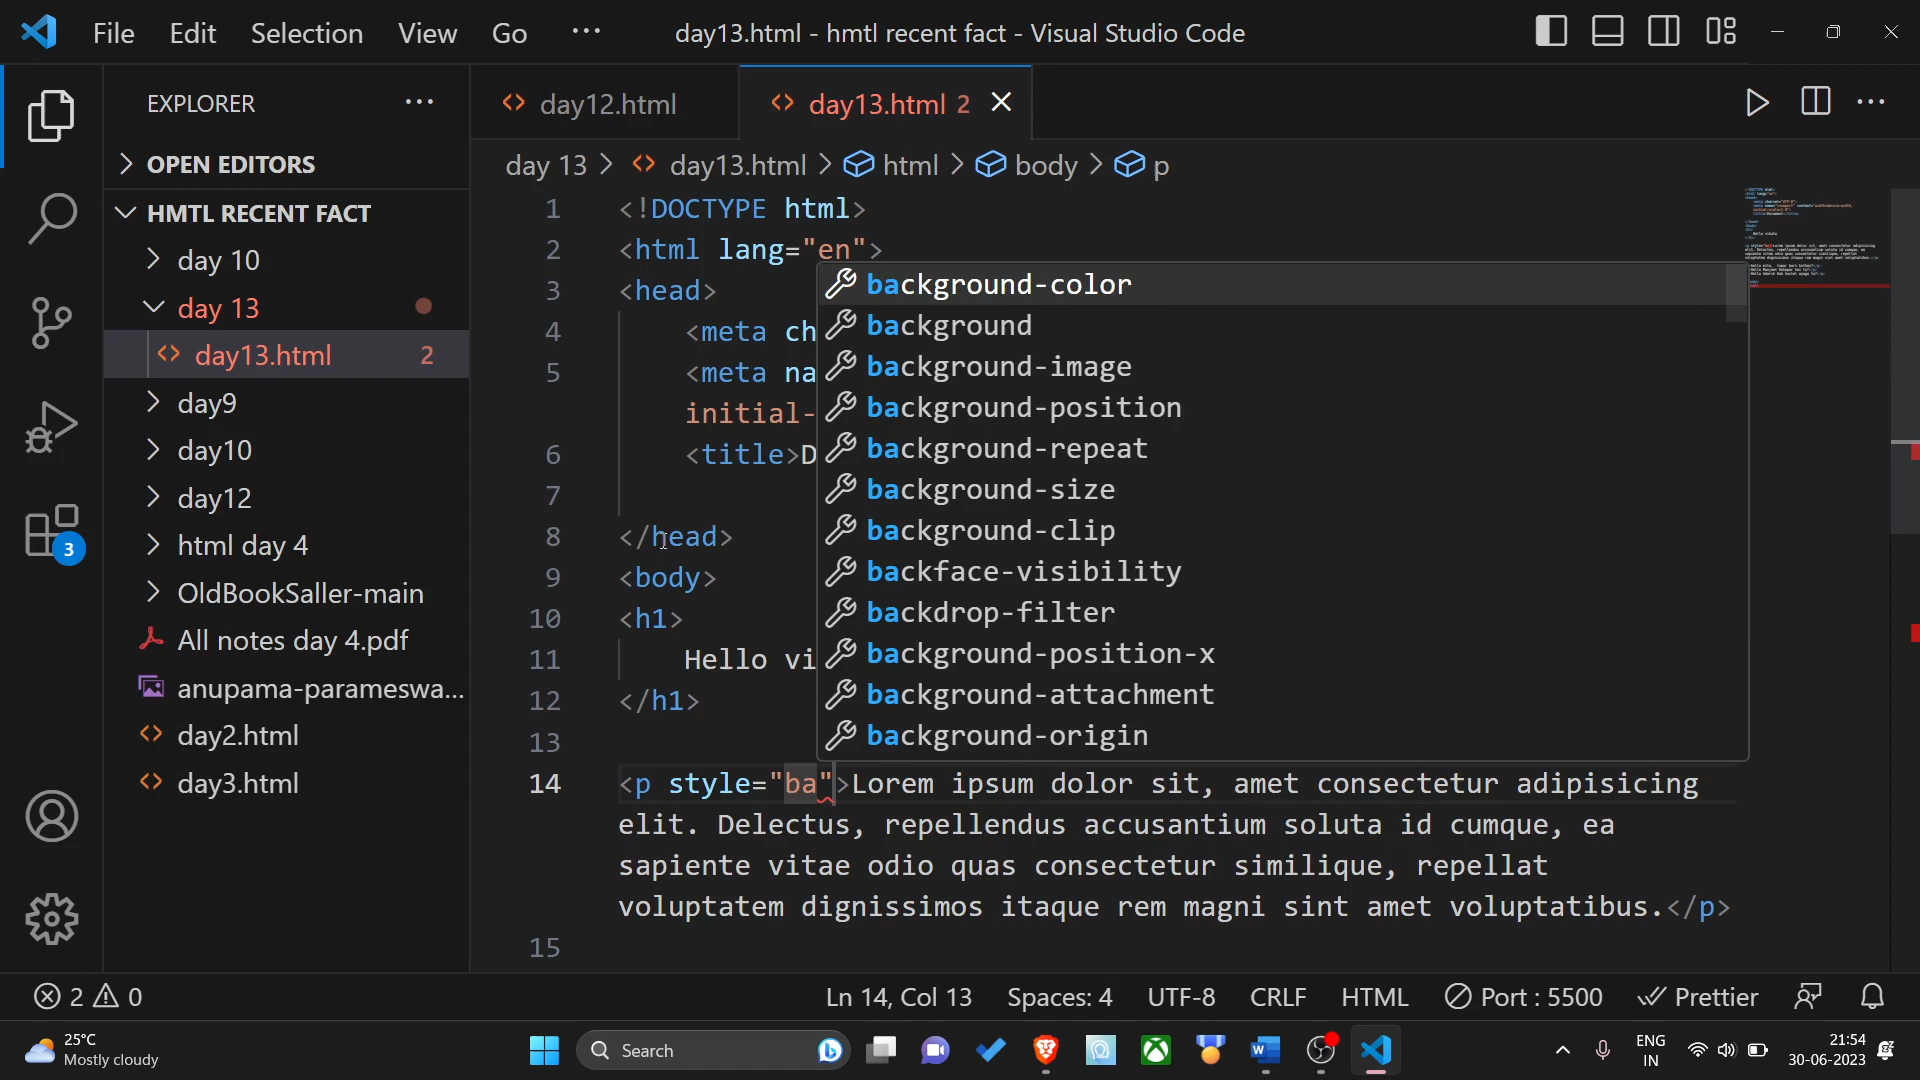 File Edit Selection View Go ··· day13.html - hmtl recent fact - Visual Studio Code
EXPLORER ···
OPEN EDITORS
HMTL RECENT FACT
day 10
day 13
day13.html 2
day9
day10
day12
html day 4
OldBookSaller-main
All notes day 4.pdf
anupama-parameswa...
day2.html
day3.html
3
day12.html day13.html 2
day 13 > day13.html > html > body > p
1 <!DOCTYPE html>
2 <html lang="en">
3 <head>
4 <meta ch
5 <meta na
initial-
6 <title>D
7
8 </head>
9 <body>
10 <h1>
11 Hello vi
12 </h1>
13
14 <p style="ba">Lorem ipsum dolor sit, amet consectetur adipisicing
elit. Delectus, repellendus accusantium soluta id cumque, ea
sapiente vitae odio quas consectetur similique, repellat
voluptatem dignissimos itaque rem magni sint amet voluptatibus.</p>
15
background-color
background
background-image
background-position
background-repeat
background-size
background-clip
backface-visibility
backdrop-filter
background-position-x
background-attachment
background-origin
2 0 Ln 14, Col 13 Spaces: 4 UTF-8 CRLF HTML Port : 5500 Prettier
25°C
Mostly cloudy
Search
ENG
IN
21:54
30-06-2023